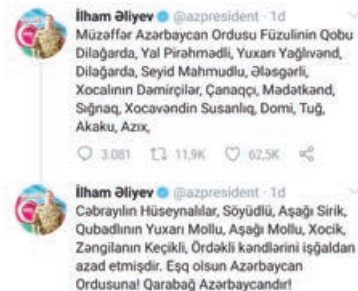 İlham Əliyev @azpresident · 1d
Müzəffər Azərbaycan Ordusu Füzulinin Qobu
Dilağarda, Yal Pirəhmədli, Yuxarı Yağlıvənd,
Dilağarda, Seyid Mahmudlu, Ələsgərli,
Xocalının Dəmirçilər, Çanaqçı, Mədətkənd,
Sığnaq, Xocavəndin Susanlıq, Domi, Tuğ,
Akaku, Azıx,
3.081 11,9K 62,5K
İlham Əliyev @azpresident · 1d
Cəbrayılın Hüseynalılar, Söyüdlü, Aşağı Sirik,
Qubadlının Yuxarı Mollu, Aşağı Mollu, Xocik,
Zəngilanın Keçikli, Ördəkli kəndlərini işğaldan
azad etmişdir. Eşq olsun Azərbaycan
Ordusuna! Qarabağ Azərbaycandır!